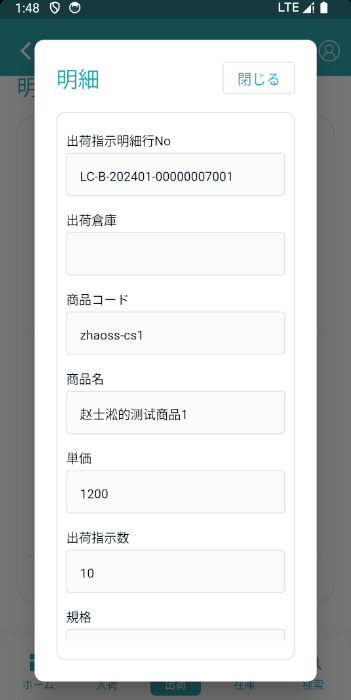 1:48
LTE
明細
閉じる
出荷指示明細行No
LC-B-202401-00000007001
出荷倉庫
商品コード
zhaoss-cs1
商品名
赵士淞的测试商品1
単価
1200
出荷指示数
10
規格
ホーム
入荷
出荷
在庫
検索